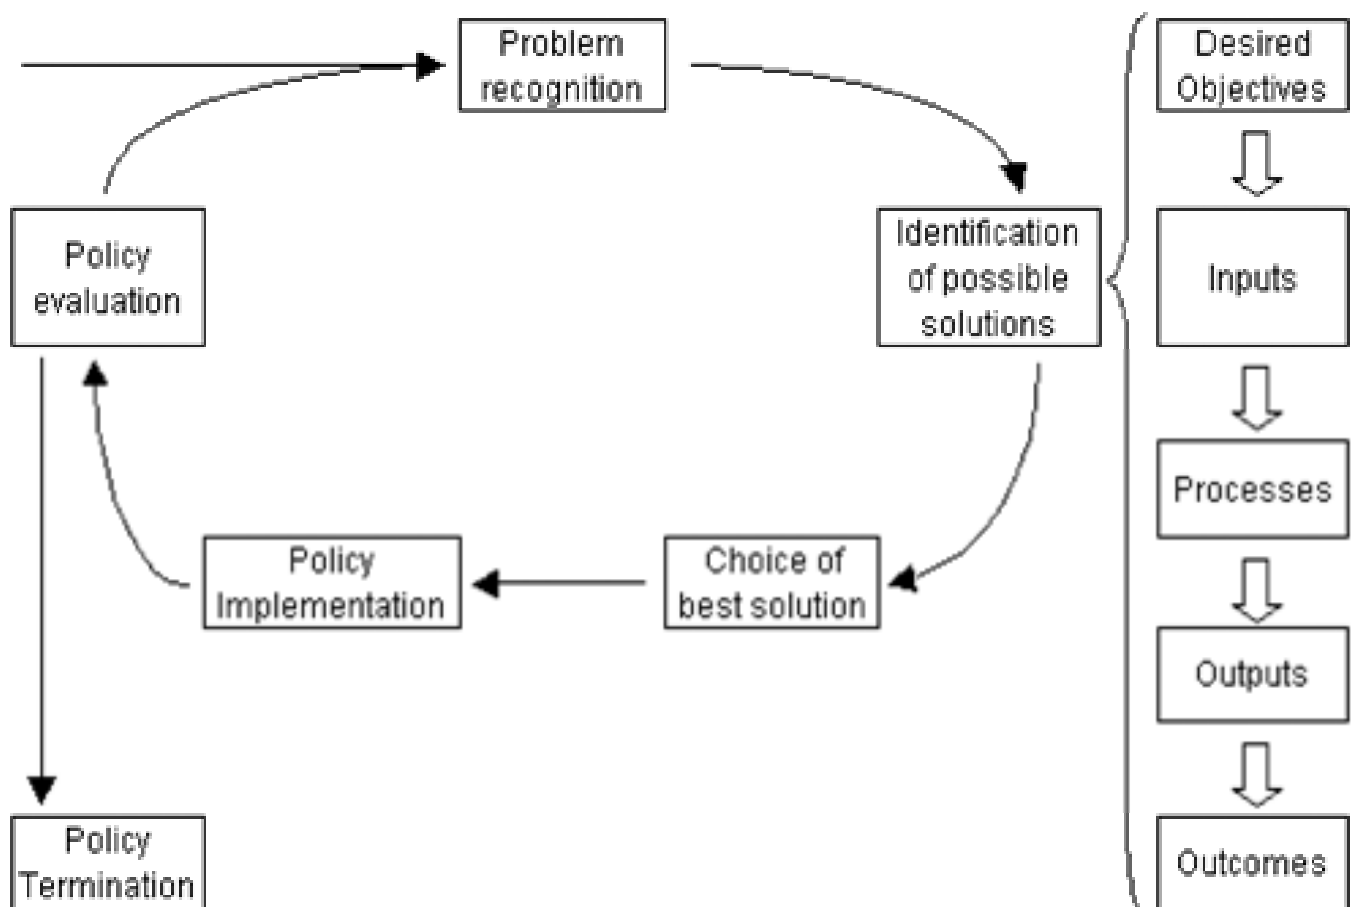 Problem
recognition
Identification
of possible
solutions
Choice of
best solution
Policy
Implementation
Policy
evaluation
Policy
Termination
Desired
Objectives
Inputs
Processes
Outputs
Outcomes